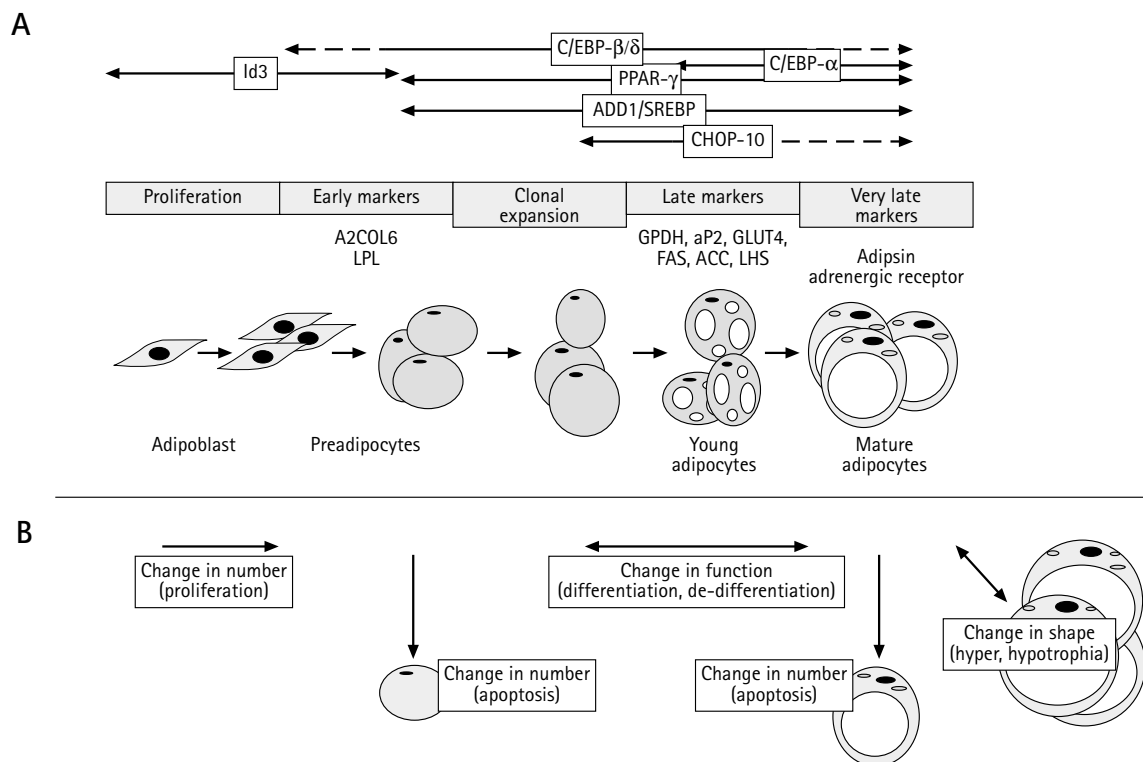 A
C/EBP-β/δ
Id3
C/EBP-α
PPAR-γ
ADD1/SREBP
CHOP-10
Proliferation
Early markers
Clonal
expansion
Late markers
Very late
markers
A2COL6
LPL
GPDH, aP2, GLUT4,
FAS, ACC, LHS
Adipsin
adrenergic receptor
Adipoblast
Preadipocytes
Young
adipocytes
Mature
adipocytes
B
Change in number
(proliferation)
Change in function
(differentiation, de-differentiation)
Change in shape
(hyper, hypotrophia)
Change in number
(apoptosis)
Change in number
(apoptosis)